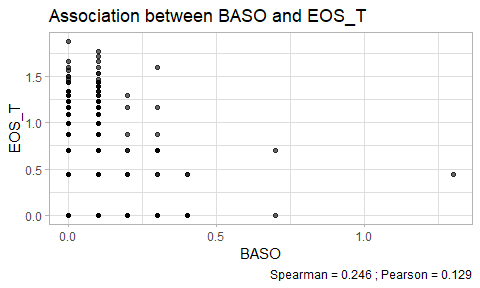 Association between BASO and EOS_T
EOS_T
1.5
1.0
0.5
0.0
0.0 0.5 1.0
BASO
Spearman = 0.246 ; Pearson = 0.129